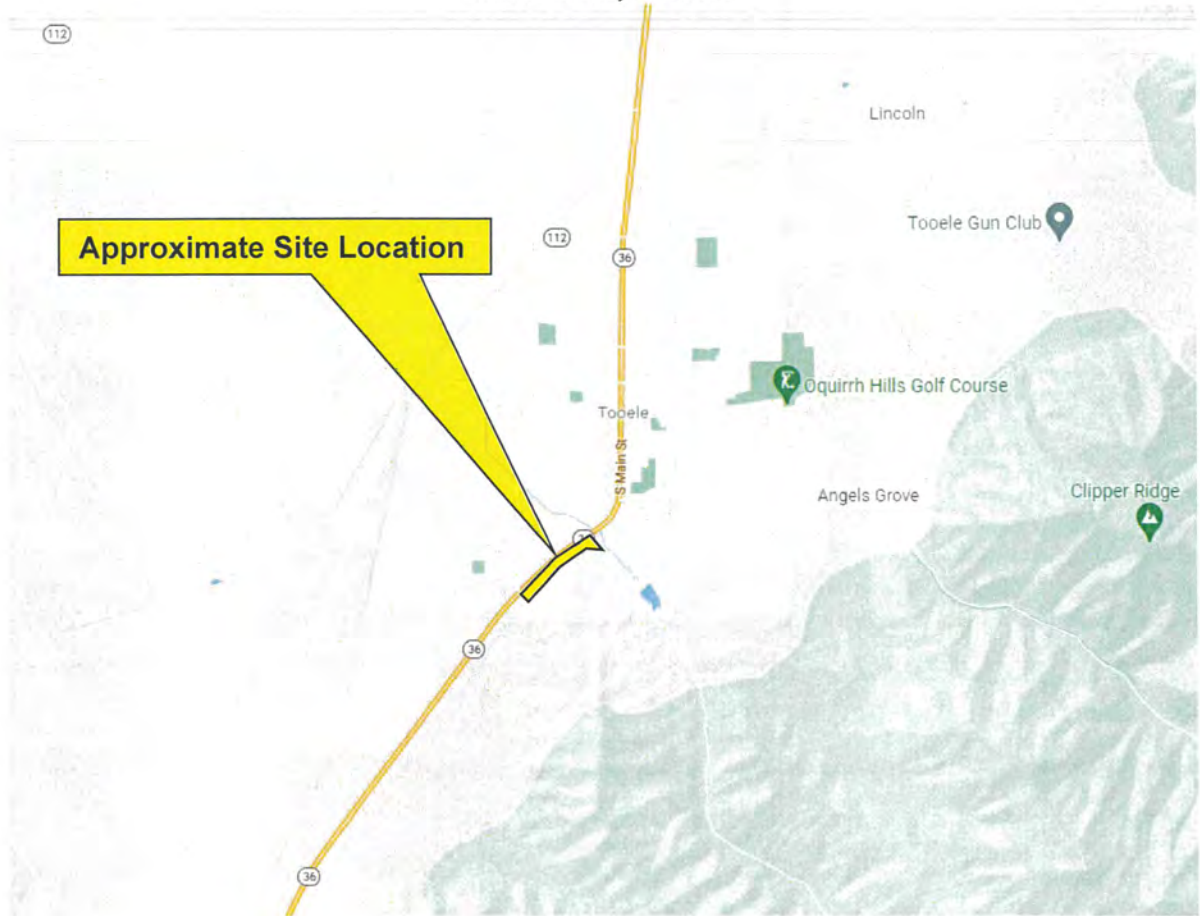 112
Lincoln
Tooele Gun Club
Approximate Site Location
112
36
Oquirrh Hills Golf Course
Tooele
S Main St
Angels Grove
Clipper Ridge
36
36